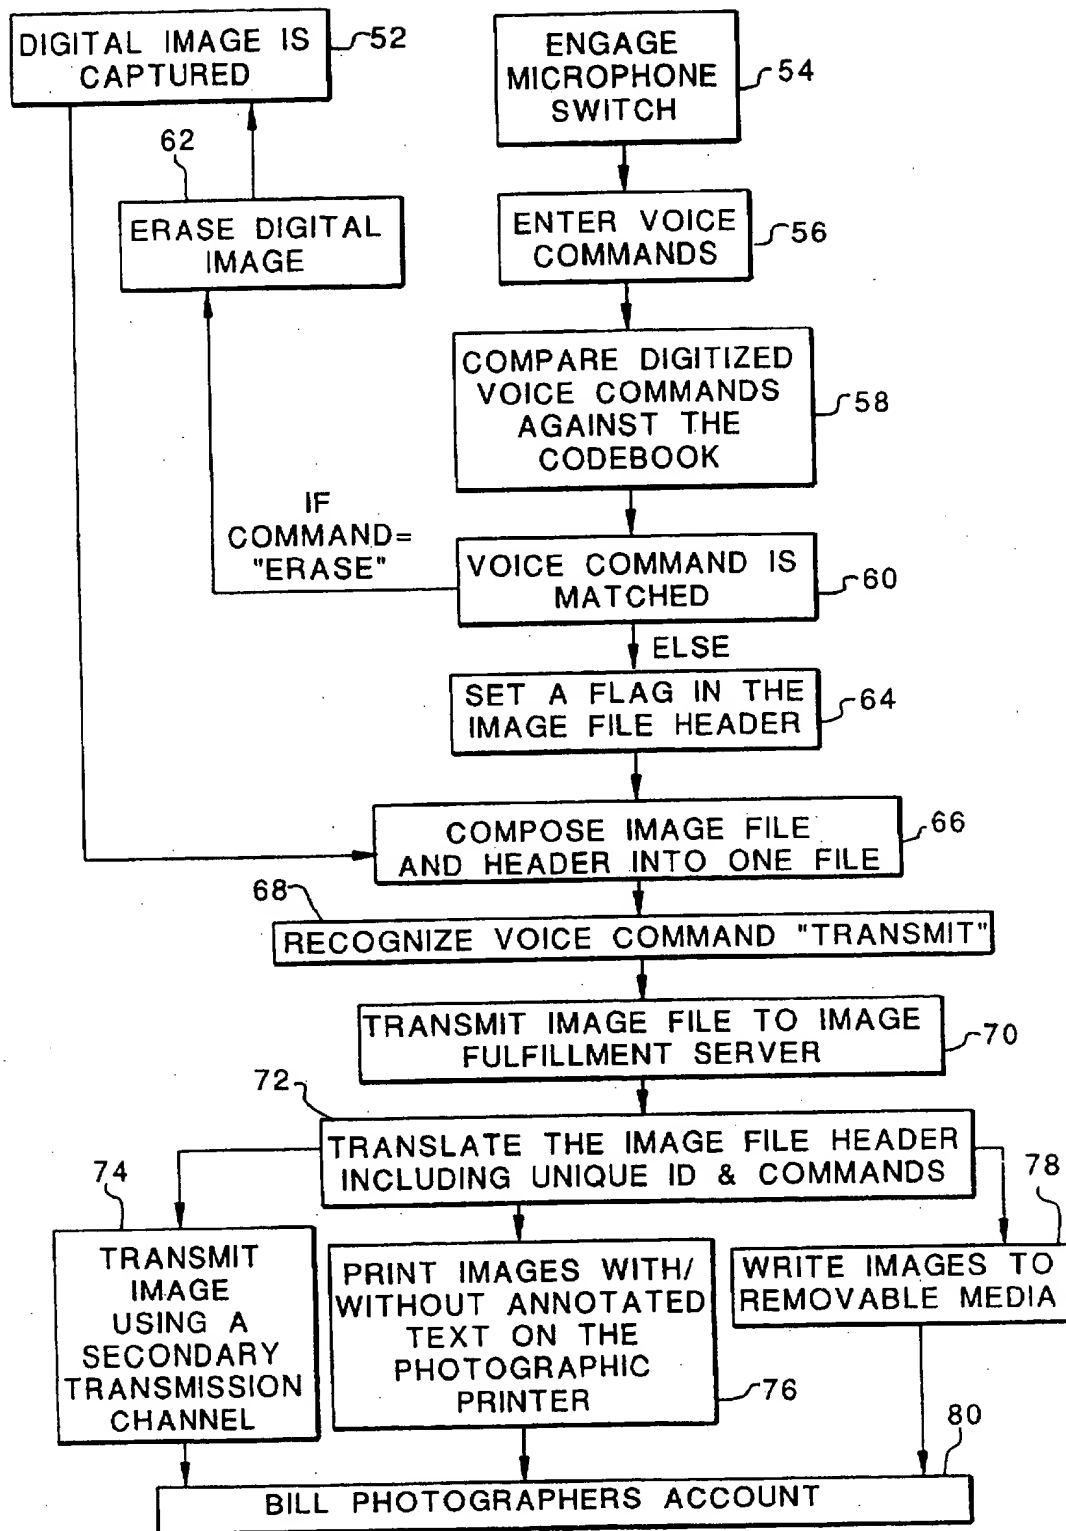 DIGITAL IMAGE IS
CAPTURED
52
ENGAGE
MICROPHONE
SWITCH
54
62
ERASE DIGITAL
IMAGE
ENTER VOICE
COMMANDS
56
COMPARE DIGITIZED
VOICE COMMANDS
AGAINST THE
CODEBOOK
58
IF
COMMAND=
"ERASE"
VOICE COMMAND IS
MATCHED
60
ELSE
SET A FLAG IN THE
IMAGE FILE HEADER
64
COMPOSE IMAGE FILE
AND HEADER INTO ONE FILE
66
68
RECOGNIZE VOICE COMMAND "TRANSMIT"
TRANSMIT IMAGE FILE TO IMAGE
FULFILLMENT SERVER
70
72
TRANSLATE THE IMAGE FILE HEADER
INCLUDING UNIQUE ID & COMMANDS
74
TRANSMIT
IMAGE
USING A
SECONDARY
TRANSMISSION
CHANNEL
PRINT IMAGES WITH/
WITHOUT ANNOTATED
TEXT ON THE
PHOTOGRAPHIC
PRINTER
76
78
WRITE IMAGES TO
REMOVABLE MEDIA
80
BILL PHOTOGRAPHERS ACCOUNT